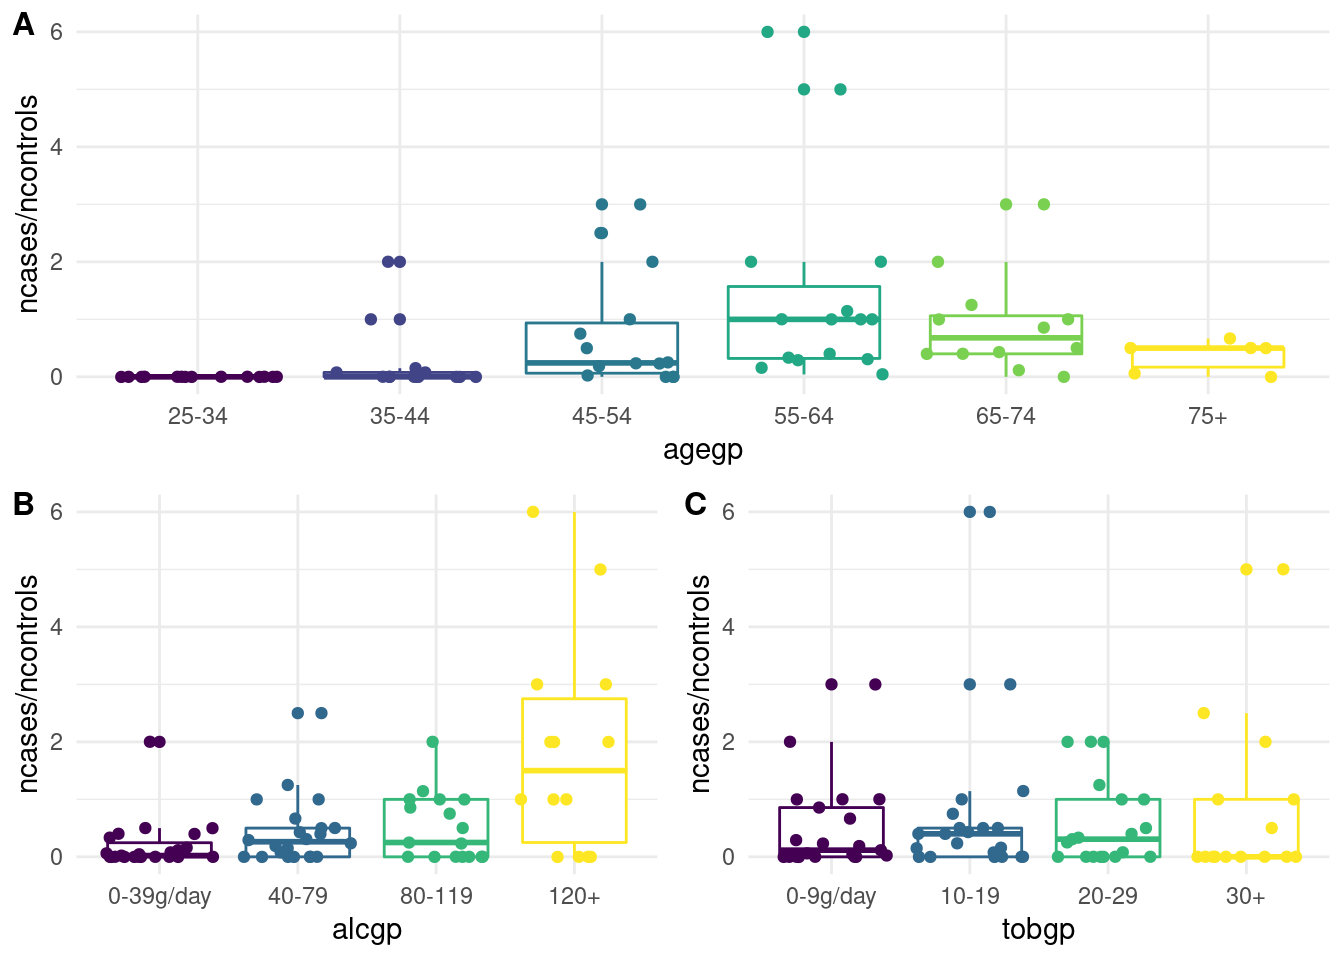 A
6
4
2
0
ncases/ncontrols
25-34 35-44 45-54 55-64 65-74 75+
agegp
B
6
4
2
0
ncases/ncontrols
0-39g/day 40-79 80-119 120+
alcgp
C
6
4
2
0
ncases/ncontrols
0-9g/day 10-19 20-29 30+
tobgp